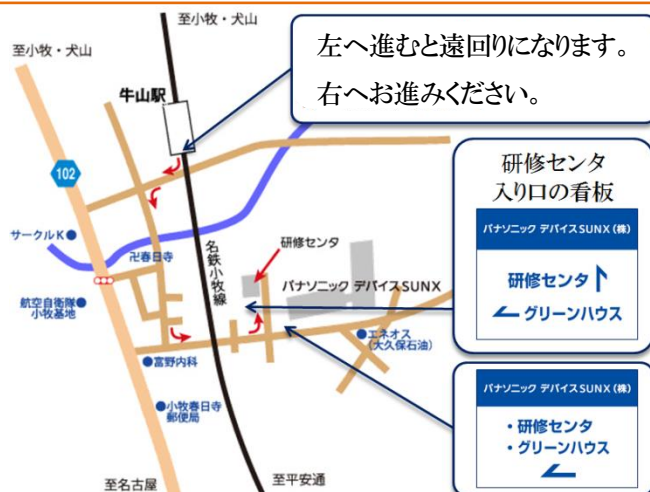 至小牧・犬山
至小牧・犬山
左へ進むと遠回りになります。
右へお進みください。
牛山駅
102
研修センタ
入り口の看板
パナソニック デバイスSUNX(株)
研修センタ
グリーンハウス
サークルK
卍春日寺
名鉄小牧線
研修センタ
パナソニック デバイスSUNX
航空自衛隊
小牧基地
エネオス
(大久保石油)
富野内科
小牧春日寺
郵便局
パナソニック デバイスSUNX(株)
・研修センタ
・グリーンハウス
至名古屋
至平安通